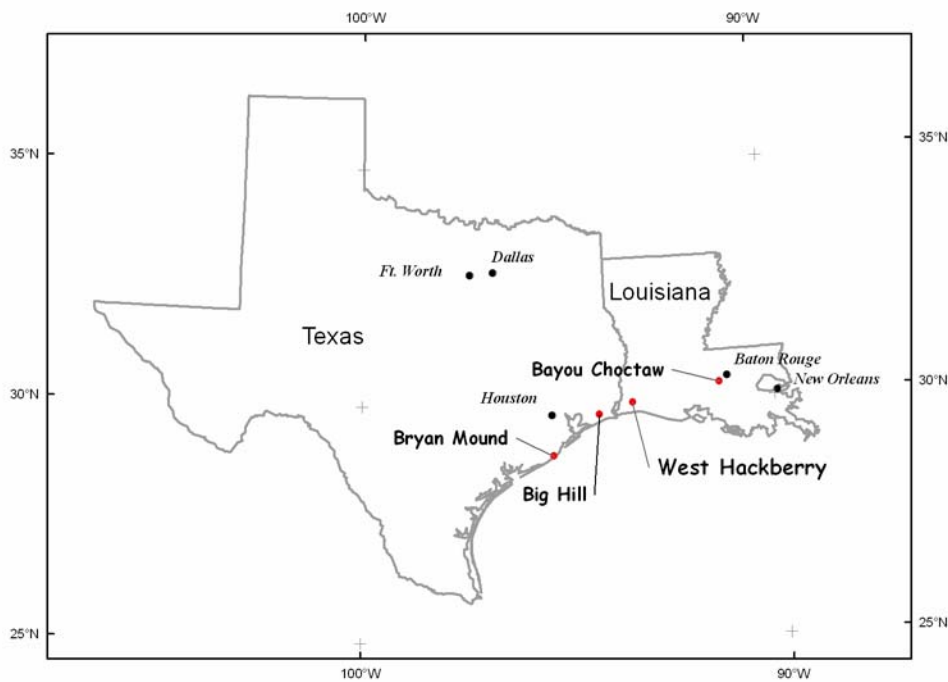 100°W
90°W
35°N
35°N
Dallas
Ft. Worth
Louisiana
Texas
Baton Rouge
Bayou Choctaw
30°N
30°N
New Orleans
Houston
Bryan Mound
West Hackberry
Big Hill
25°N
25°N
100°W
90°W